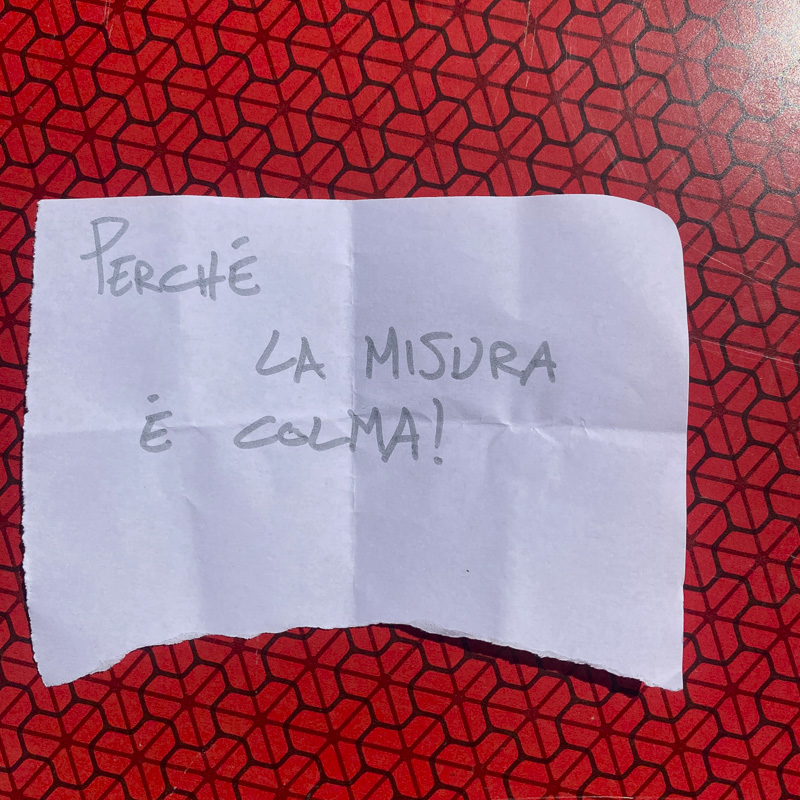 PERCHÉ
LA MISURA
È COLMA!